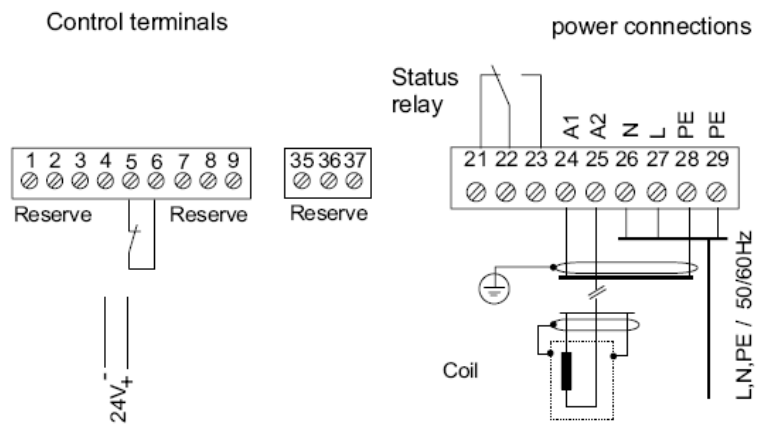 Control terminals
power connections
Status
relay
A1
A2
N
L
PE
PE
1 2 3 4 5 6 7 8 9
35 36 37
21 22 23 24 25 26 27 28 29
Reserve
Reserve
Reserve
L,N,PE / 50/60Hz
Coil
24V
-
+